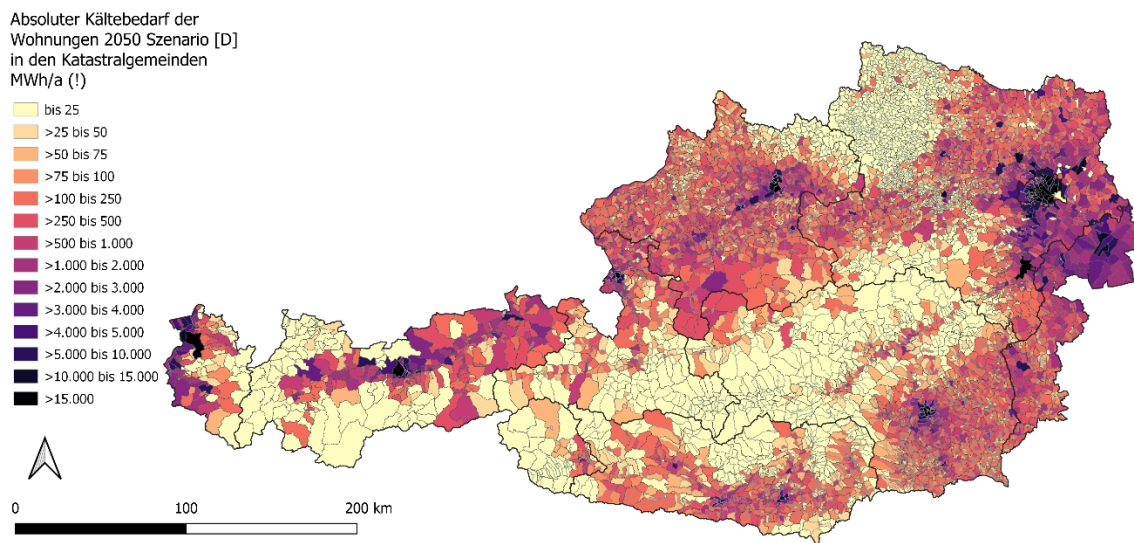 Absoluter Kältebedarf der
Wohnungen 2050 Szenario [D]
in den Katastralgemeinden
MWh/a (!)
bis 25
>25 bis 50
>50 bis 75
>75 bis 100
>100 bis 250
>250 bis 500
>500 bis 1.000
>1.000 bis 2.000
>2.000 bis 3.000
>3.000 bis 4.000
>4.000 bis 5.000
>5.000 bis 10.000
>10.000 bis 15.000
>15.000
0 100 200 km